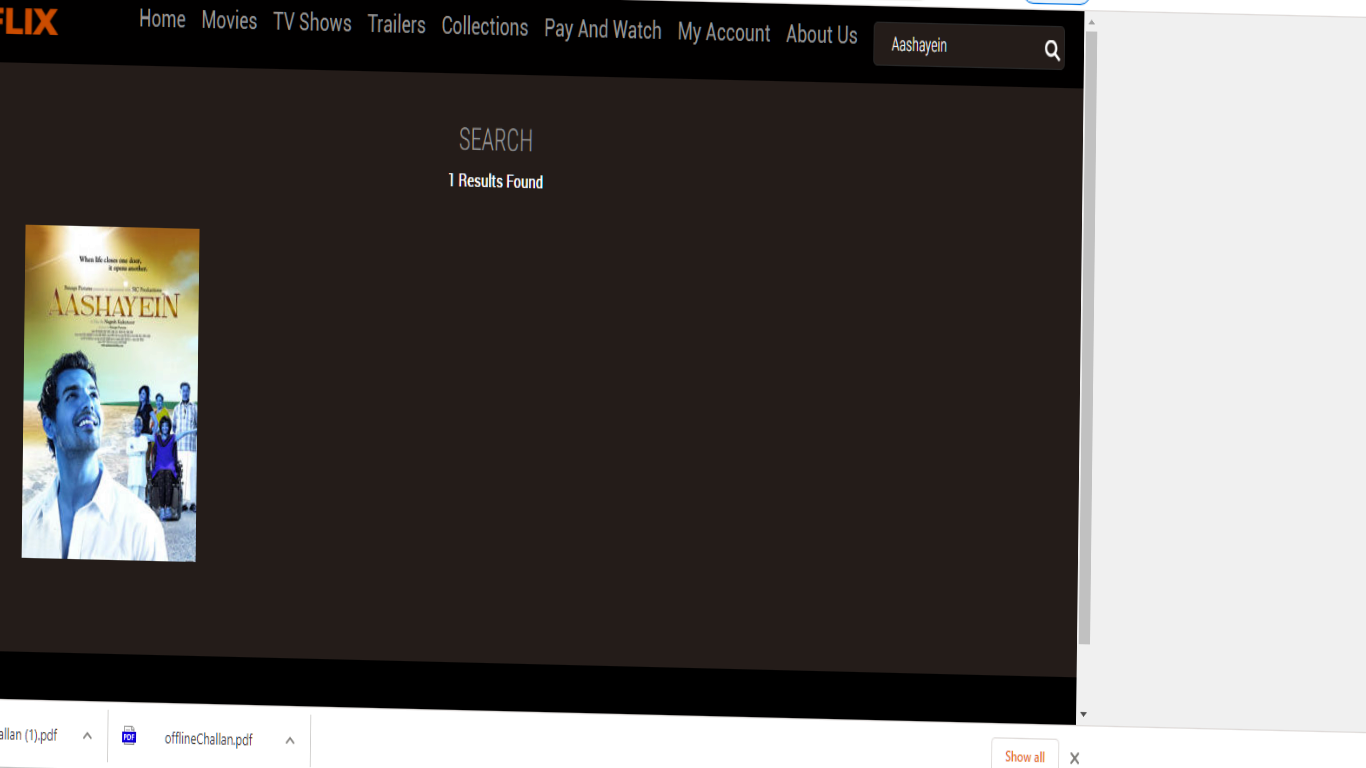 FLIX
Home Movies TV Shows Trailers Collections Pay And Watch My Account About Us
Aashayein
SEARCH
1 Results Found
When life closes one door,
it opens another.
AASHAYEIN
allan (1).pdf
PDF
offlineChallan.pdf
Show all